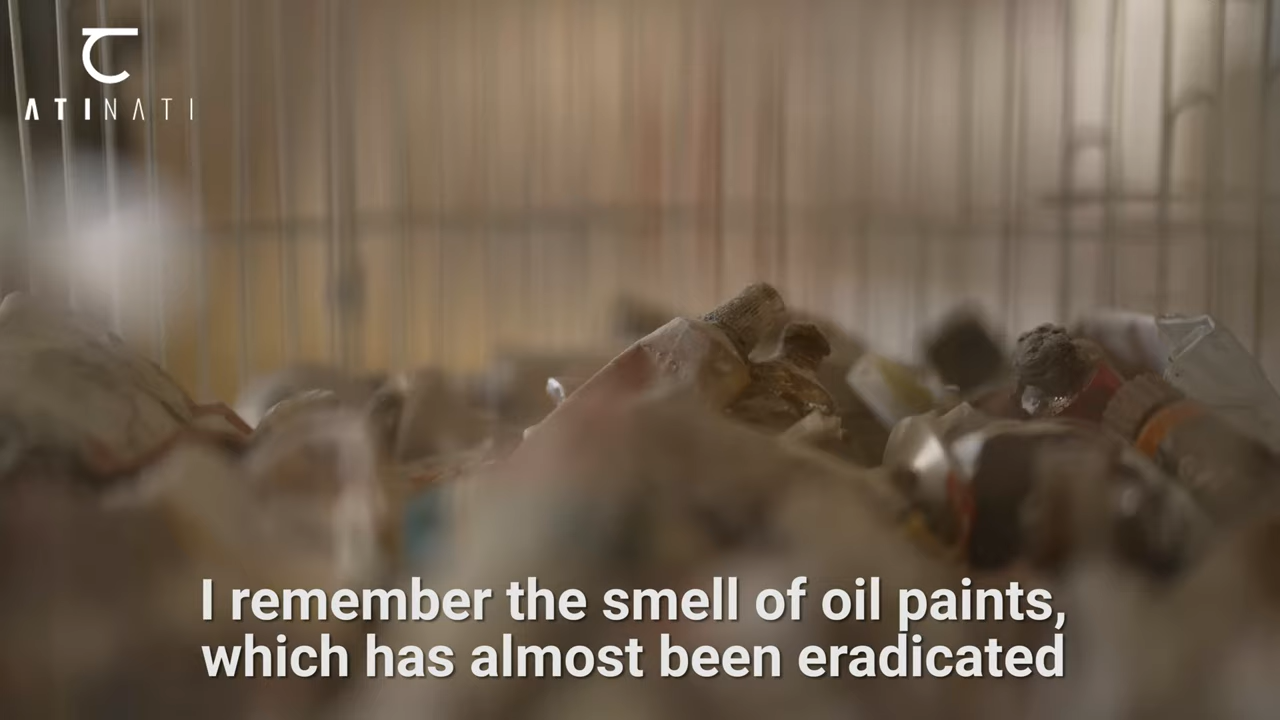 ATINATI
I remember the smell of oil paints,
which has almost been eradicated